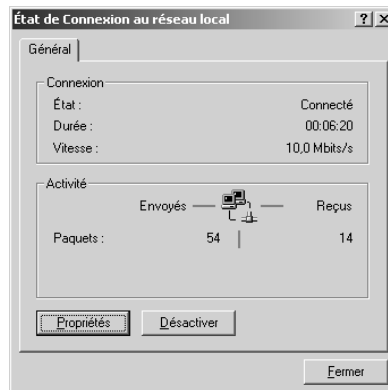 État de Connexion au réseau local
Général
Connexion
État : Connecté
Durée : 00:06:20
Vitesse : 10,0 Mbits/s
Activité
Envoyés Reçus
Paquets : 54 14
Propriétés Désactiver
Fermer